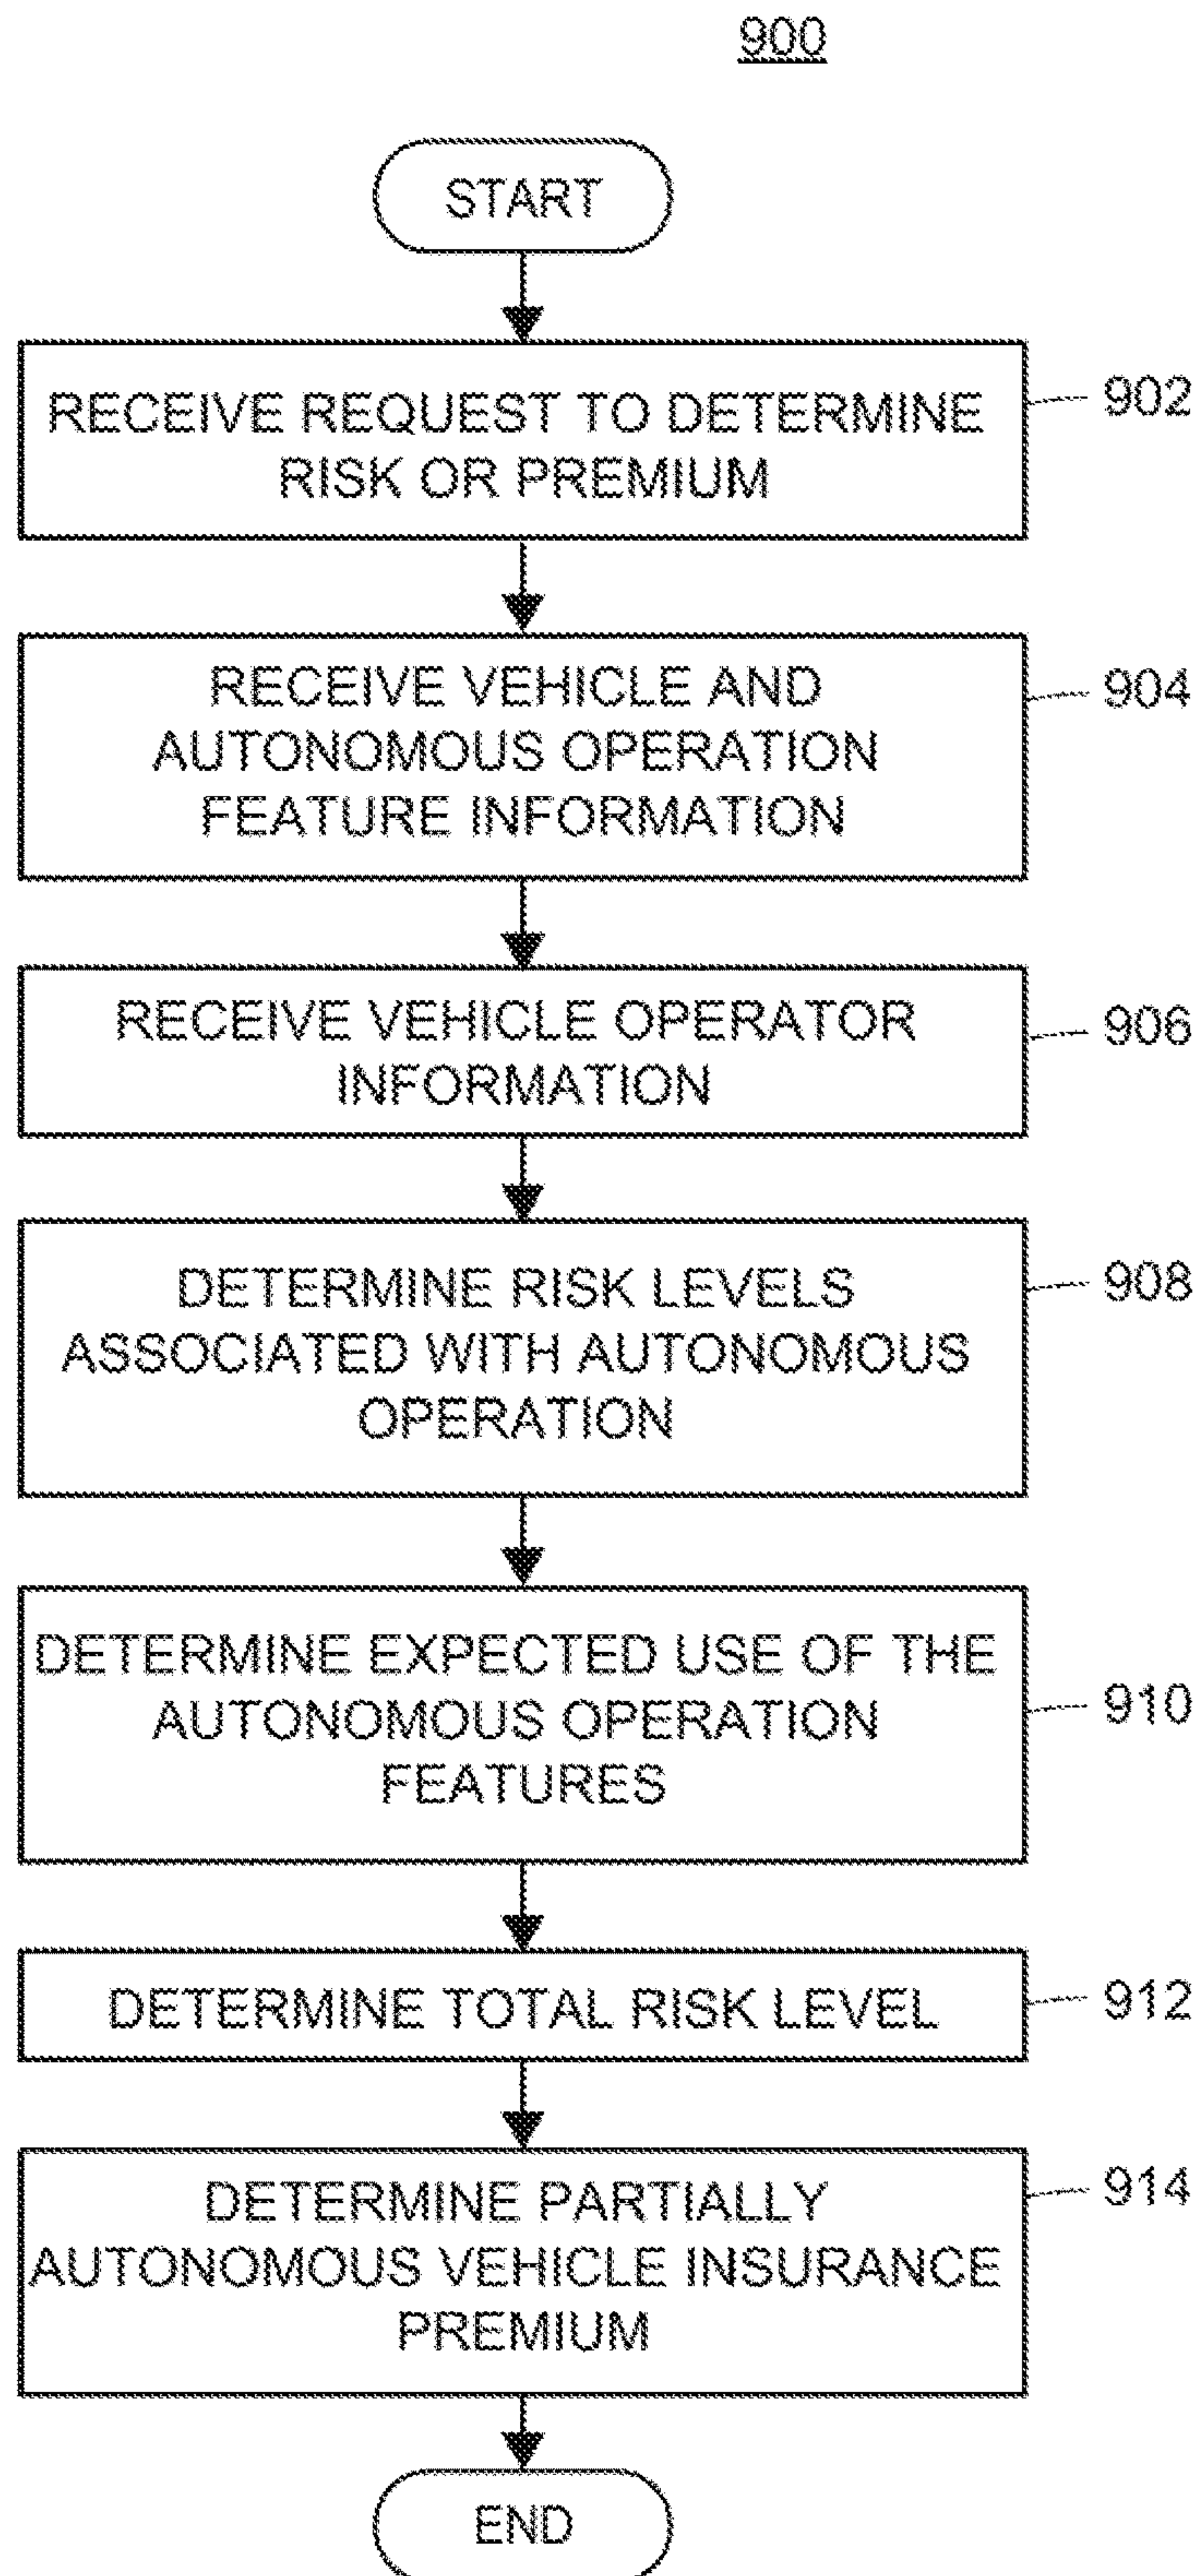 900
START
RECEIVE REQUEST TO DETERMINE
RISK OR PREMIUM
902
RECEIVE VEHICLE AND
AUTONOMOUS OPERATION
FEATURE INFORMATION
904
RECEIVE VEHICLE OPERATOR
INFORMATION
906
DETERMINE RISK LEVELS
ASSOCIATED WITH AUTONOMOUS
OPERATION
908
DETERMINE EXPECTED USE OF THE
AUTONOMOUS OPERATION
FEATURES
910
DETERMINE TOTAL RISK LEVEL
912
DETERMINE PARTIALLY
AUTONOMOUS VEHICLE INSURANCE
PREMIUM
914
END